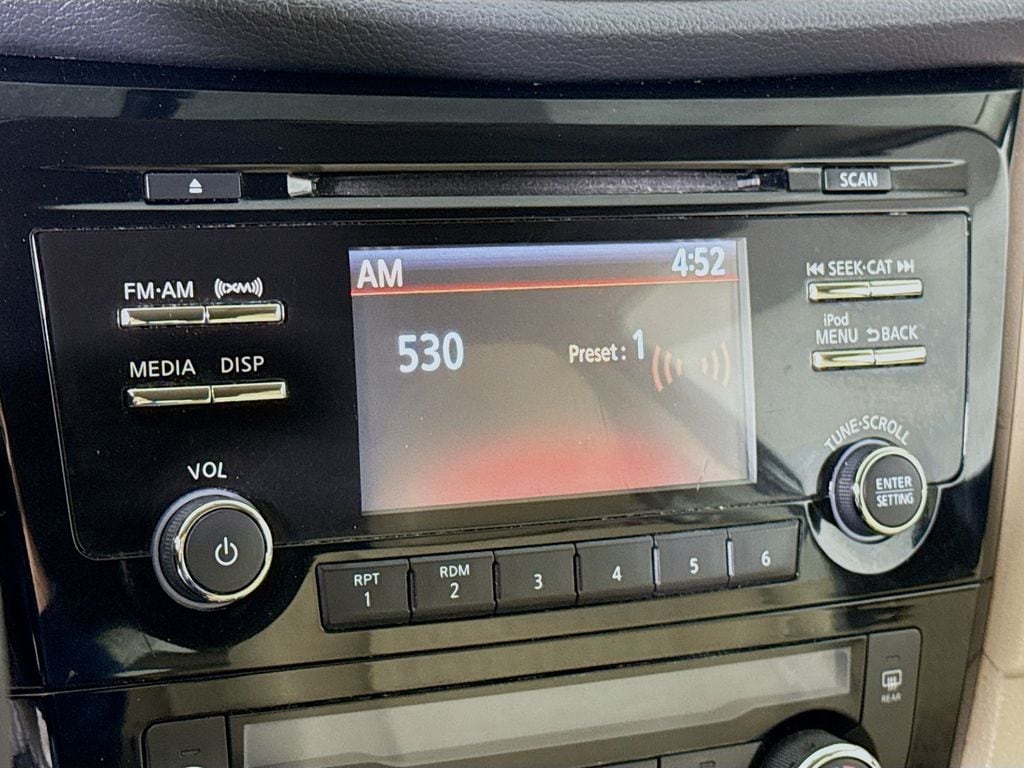 SCAN
AM 4:52
FM·AM ((XM))
⏮ SEEK·CAT ⏭
530 Preset : 1
iPod
MENU ⮌BACK
MEDIA DISP
TUNE·SCROLL
VOL
ENTER
SETTING
RPT
1
RDM
2
3
4
5
6
REAR